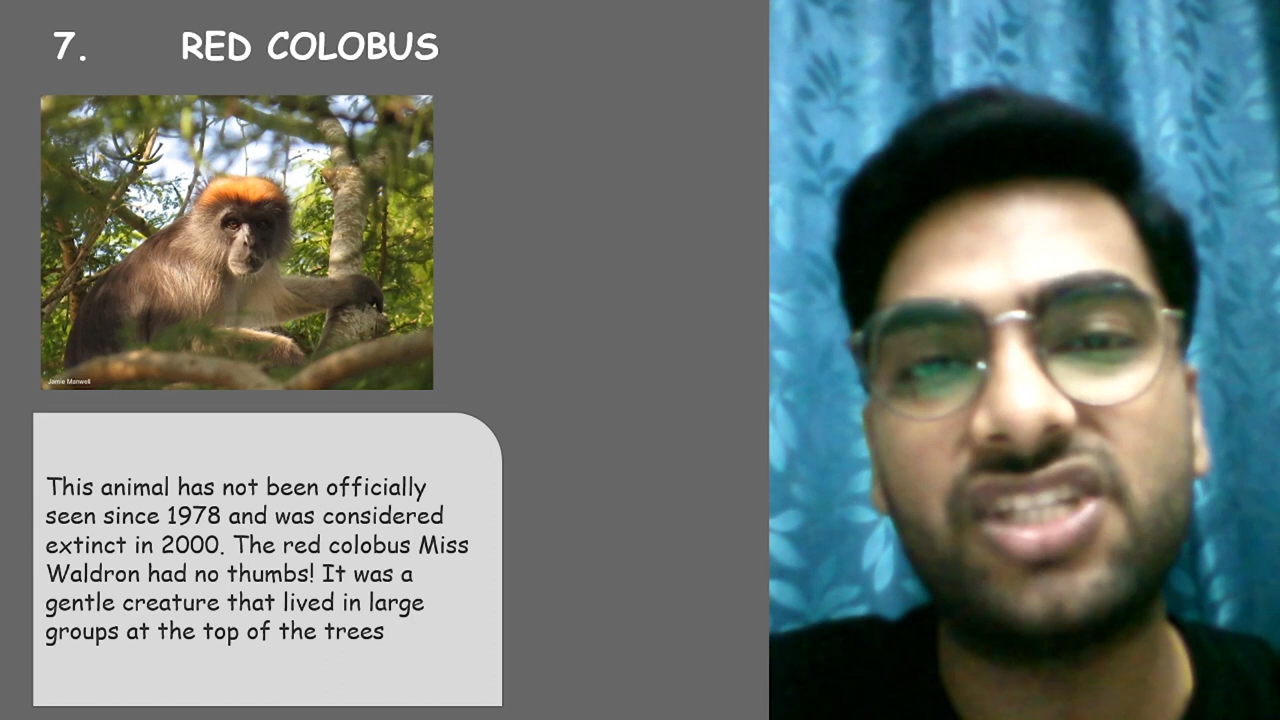 7. RED COLOBUS
Jamie Manwell
This animal has not been officially
seen since 1978 and was considered
extinct in 2000. The red colobus Miss
Waldron had no thumbs! It was a
gentle creature that lived in large
groups at the top of the trees